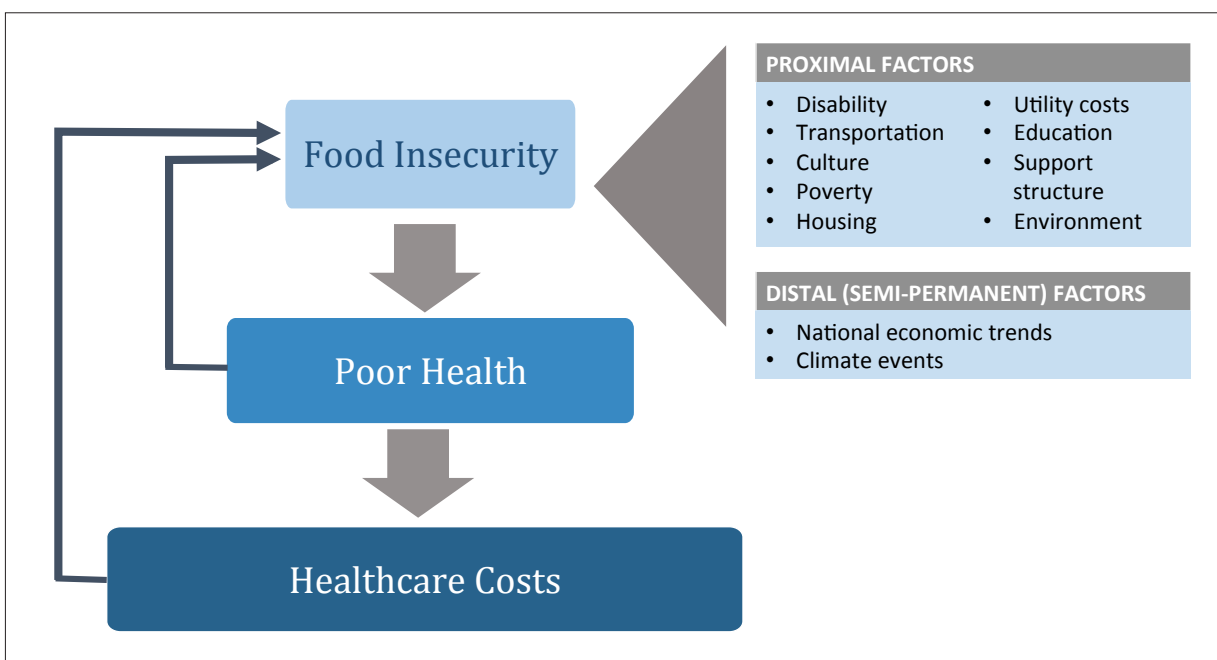 Food Insecurity
Poor Health
Healthcare Costs
PROXIMAL FACTORS
• Disability
• Transportation
• Culture
• Poverty
• Housing
• Utility costs
• Education
• Support
structure
• Environment
DISTAL (SEMI-PERMANENT) FACTORS
• National economic trends
• Climate events